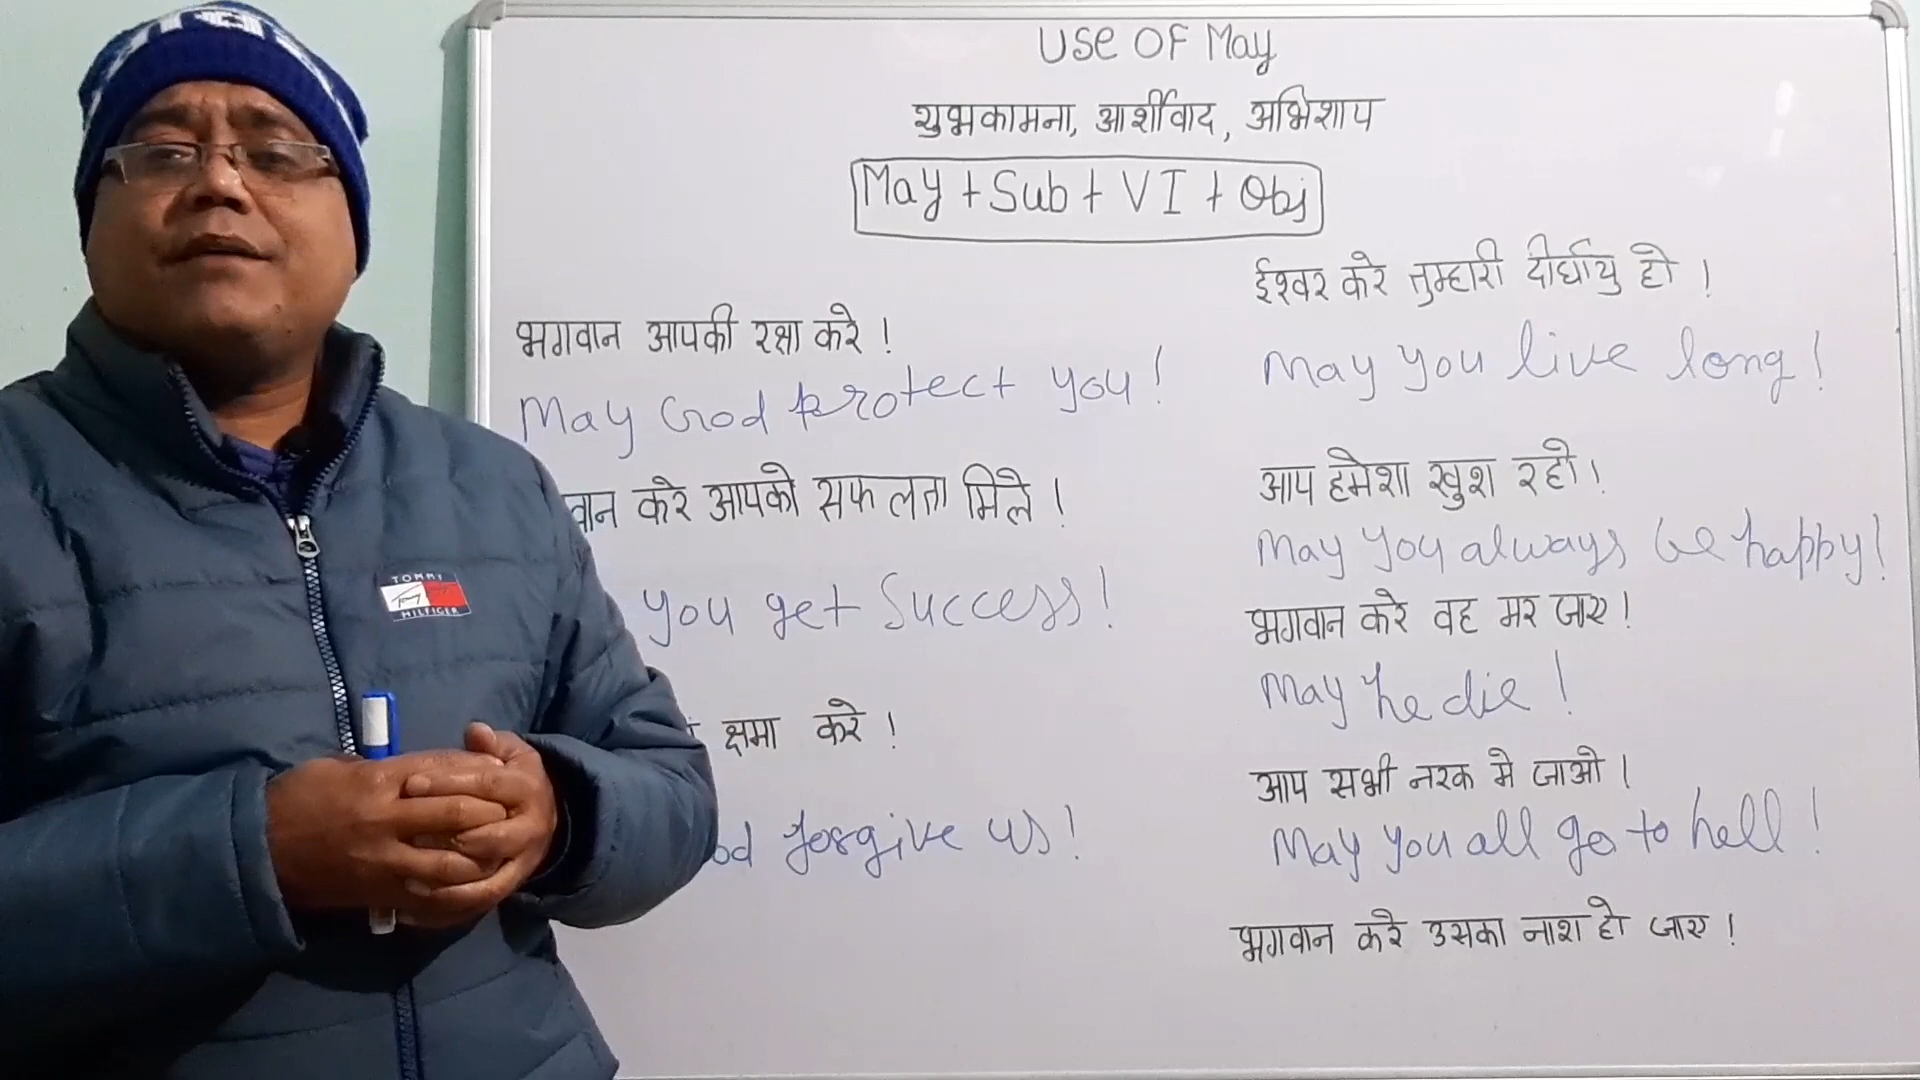 USE OF May
शुभकामना, आर्शीवाद, अभिशाप
May + Sub + VI + Obj
भगवान आपकी रक्षा करे !
May God protect you !
करे आपको सफलता मिले !
you get Success !
क्षमा करे !
forgive us !
ईश्वर करे तुम्हारी दीर्घायु हो !
May you live long !
आप हमेशा खुश रहो !
May you always be happy !
भगवान करे वह मर जाए !
May he die !
आप सभी नरक मे जाओ !
May you all go to hell !
भगवान करे उसका नाश हो जाए !
TOMMY
HILFIGER